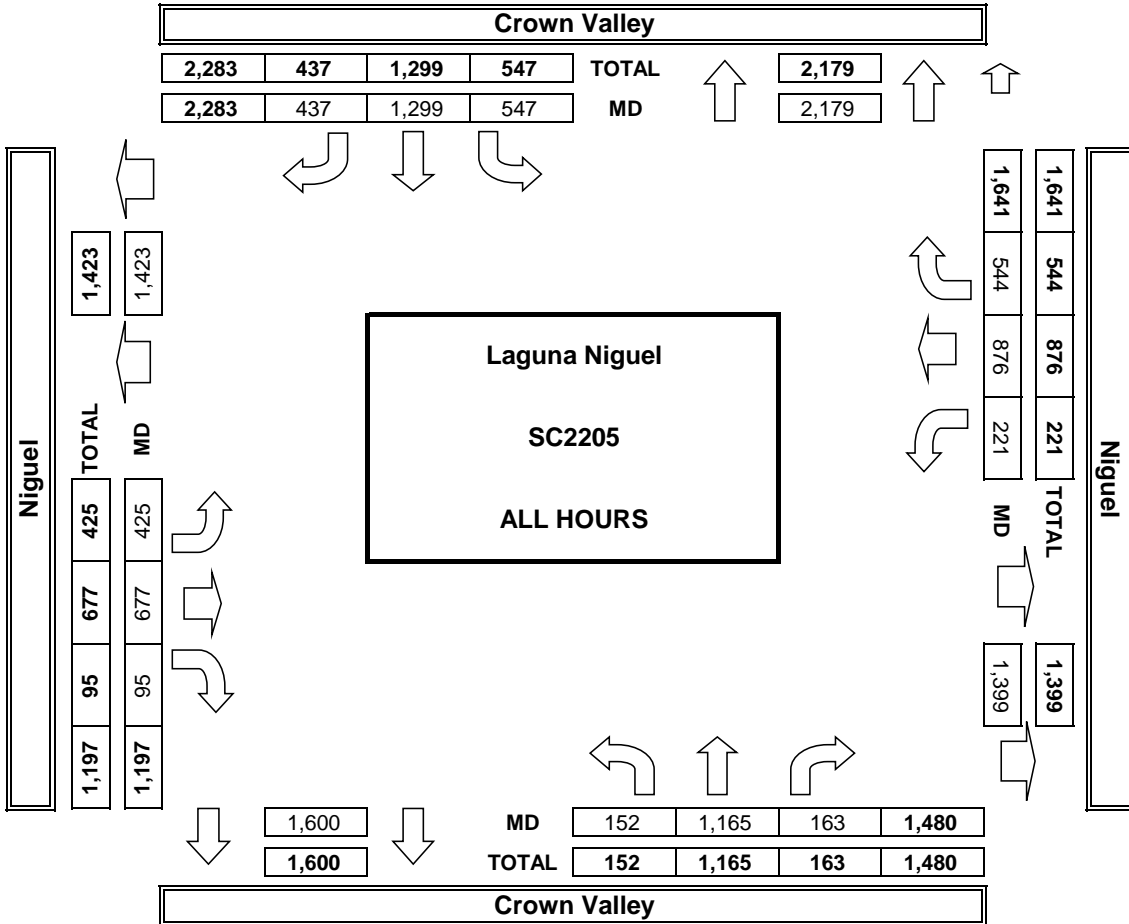 Crown Valley
2,283 437 1,299 547 TOTAL 2,179
2,283 437 1,299 547 MD 2,179
Niguel
TOTAL
1,423
425
677
95
1,197
MD
1,423
425
677
95
1,197
Laguna Niguel
SC2205
ALL HOURS
1,641
544
876
221
MD
1,399
1,641
544
876
221
TOTAL
1,399
Niguel
1,600 MD 152 1,165 163 1,480
1,600 TOTAL 152 1,165 163 1,480
Crown Valley